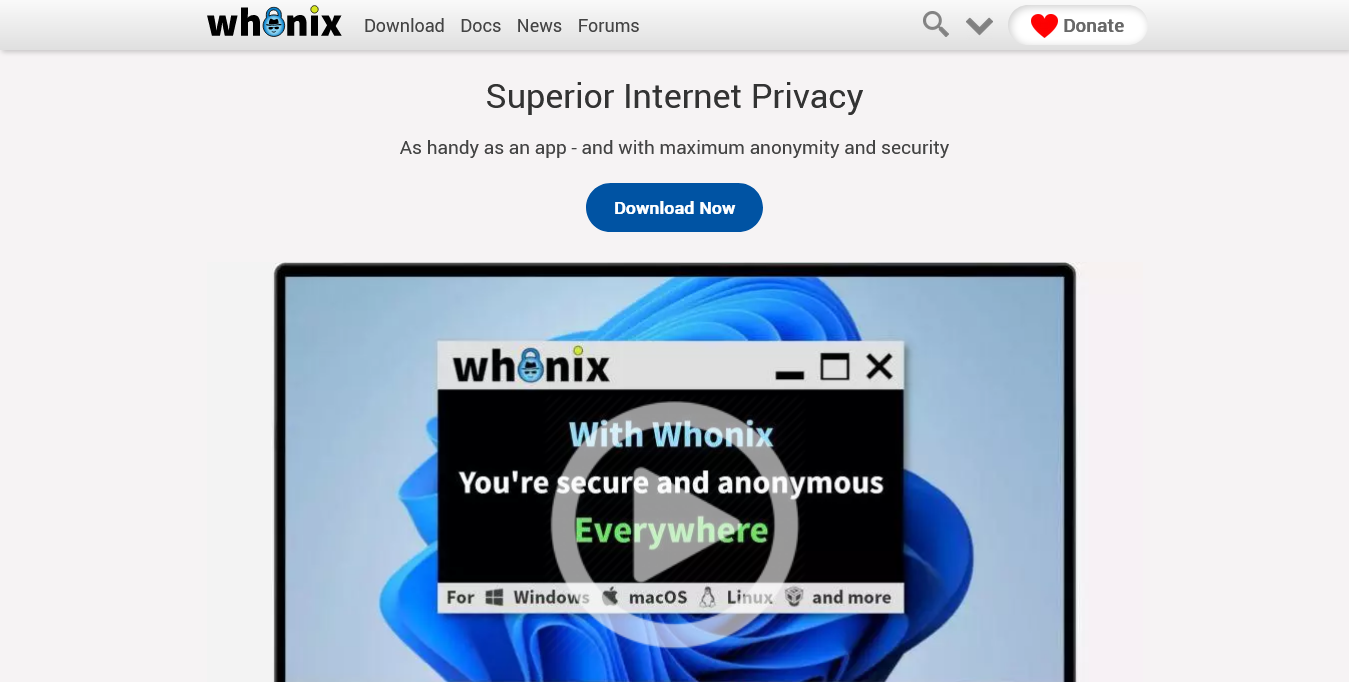 whonix Download Docs News Forums Donate
Superior Internet Privacy
As handy as an app - and with maximum anonymity and security
Download Now
whonix
With Whonix
You're secure and anonymous
Everywhere
For Windows macOS Linux and more